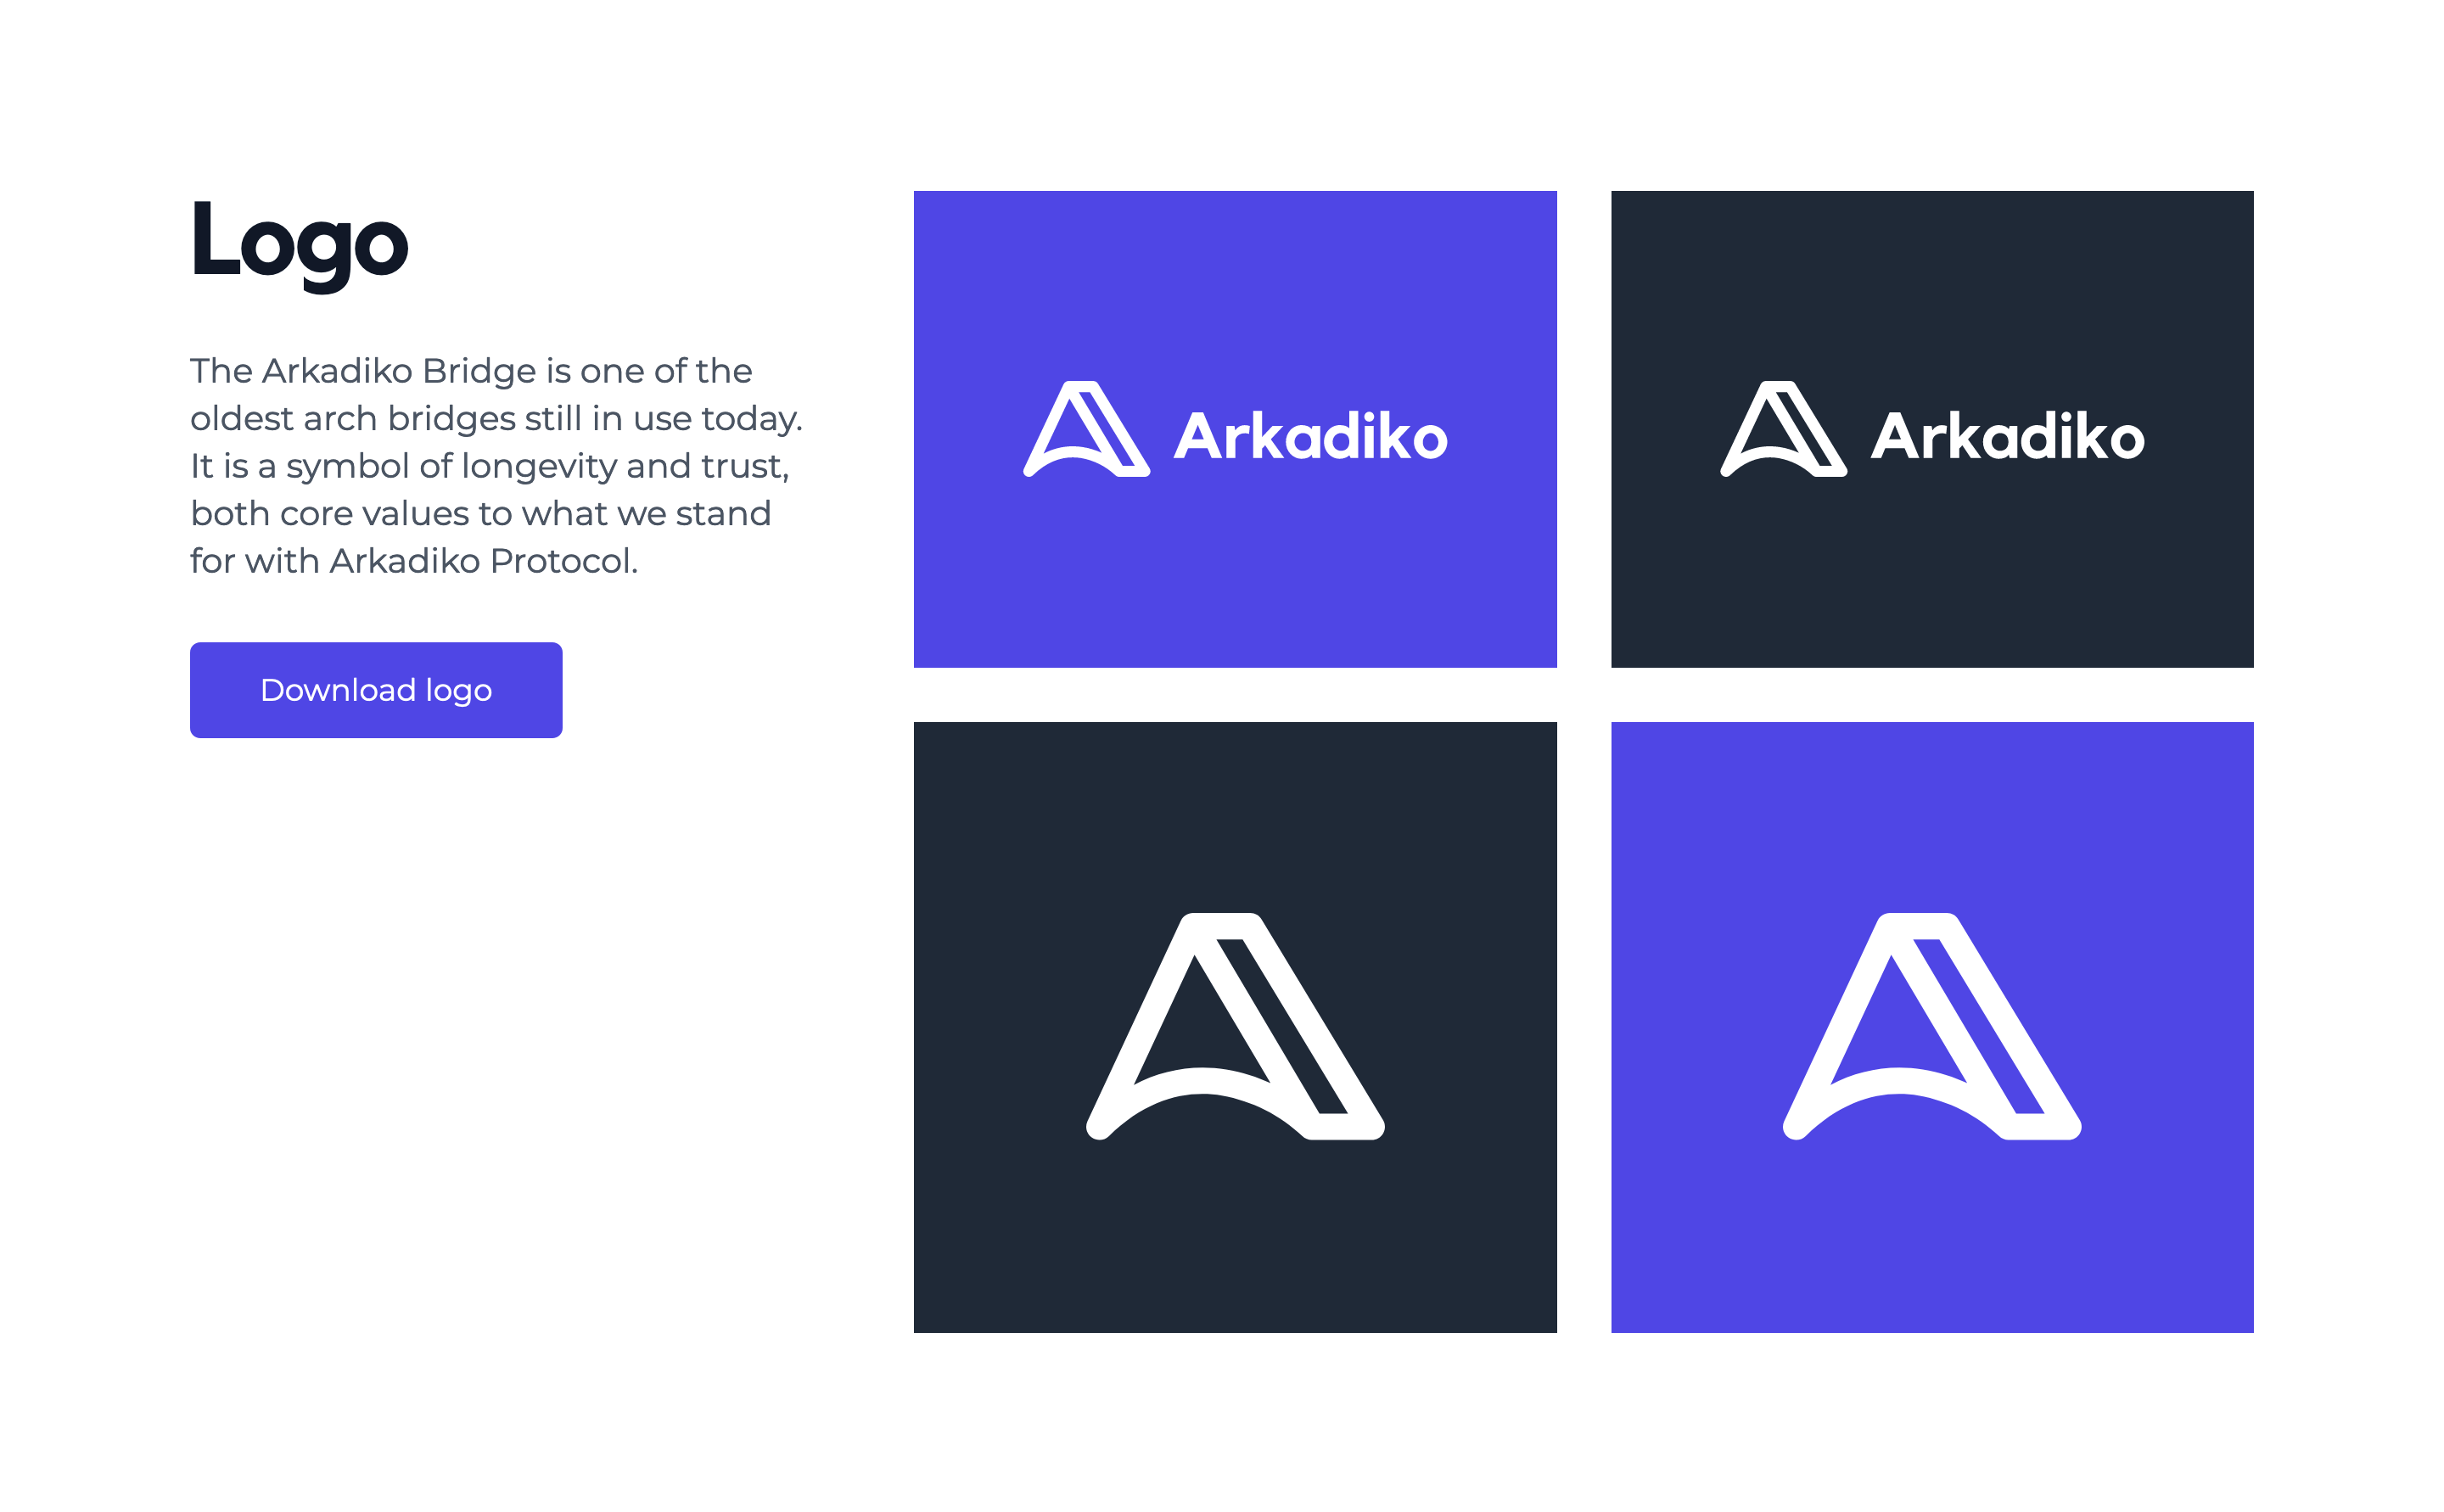 Logo
The Arkadiko Bridge is one of the
oldest arch bridges still in use today.
It is a symbol of longevity and trust,
both core values to what we stand
for with Arkadiko Protocol.
Download logo
Arkadiko
Arkadiko